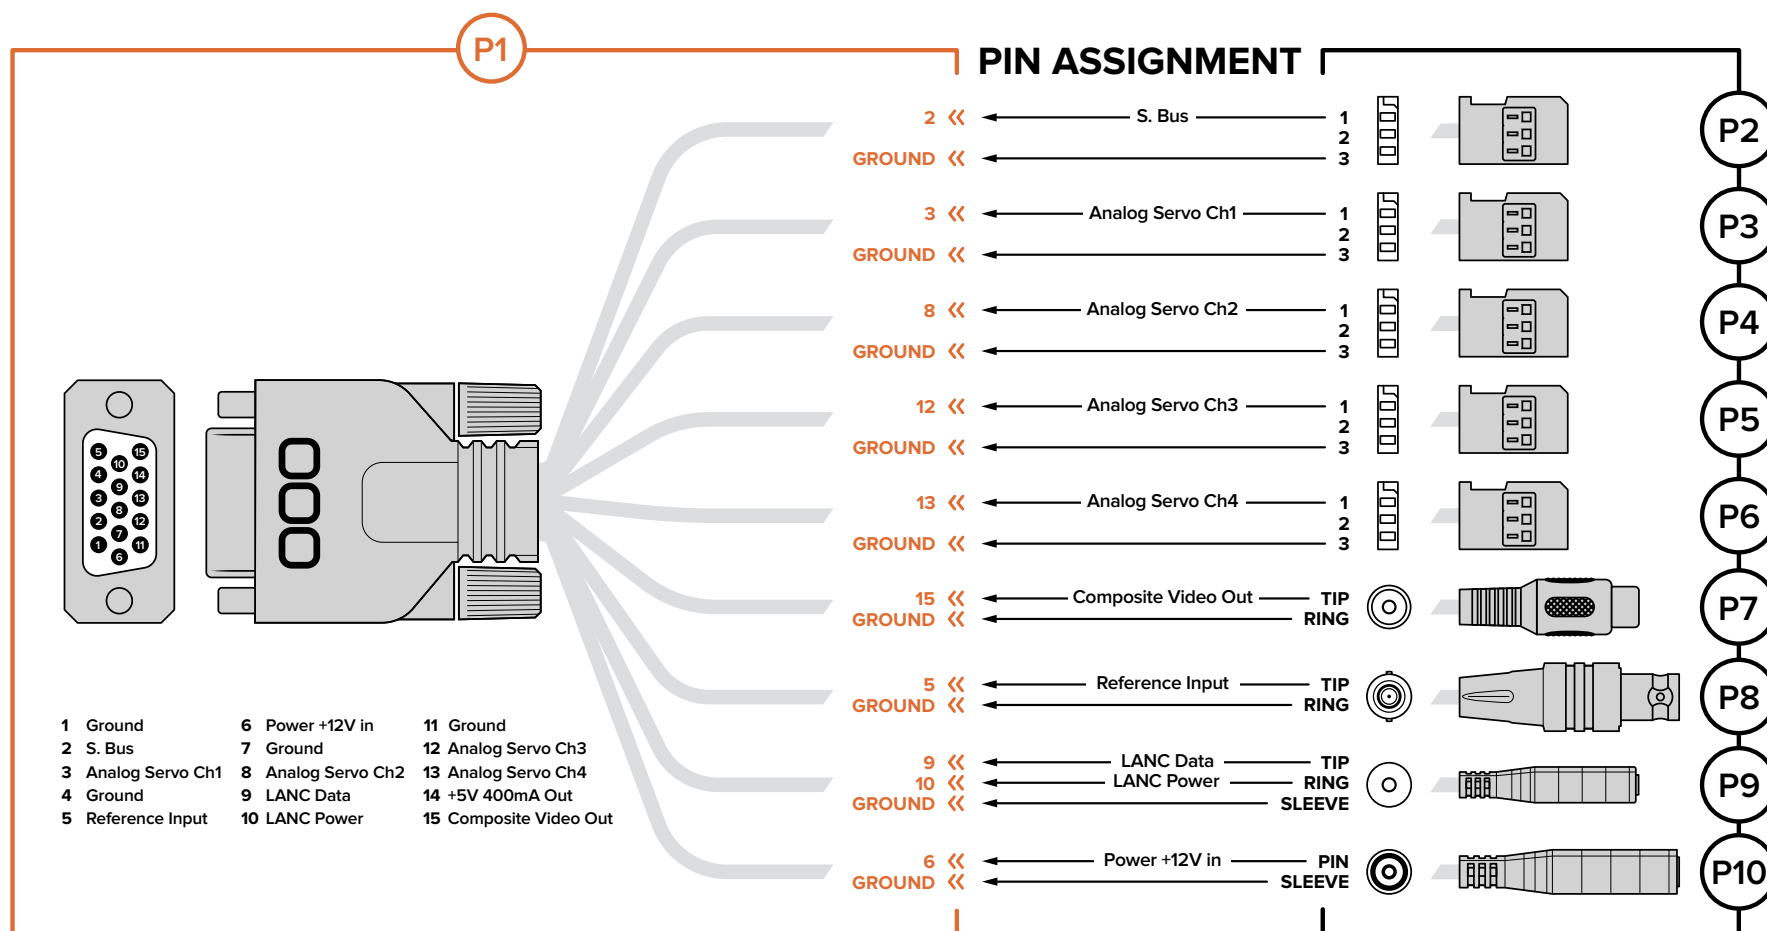 P1
PIN ASSIGNMENT
2 S. Bus 1
2
GROUND 3
P2
3 Analog Servo Ch1 1
2
GROUND 3
P3
8 Analog Servo Ch2 1
2
GROUND 3
P4
12 Analog Servo Ch3 1
2
GROUND 3
P5
13 Analog Servo Ch4 1
2
GROUND 3
P6
15 Composite Video Out TIP
GROUND RING
P7
5 Reference Input TIP
GROUND RING
P8
9 LANC Data TIP
10 LANC Power RING
GROUND SLEEVE
P9
6 Power +12V in PIN
GROUND SLEEVE
P10
5 15
10
4 14
9
3 13
8
2 12
7
1 11
6
1 Ground 6 Power +12V in 11 Ground
2 S. Bus 7 Ground 12 Analog Servo Ch3
3 Analog Servo Ch1 8 Analog Servo Ch2 13 Analog Servo Ch4
4 Ground 9 LANC Data 14 +5V 400mA Out
5 Reference Input 10 LANC Power 15 Composite Video Out